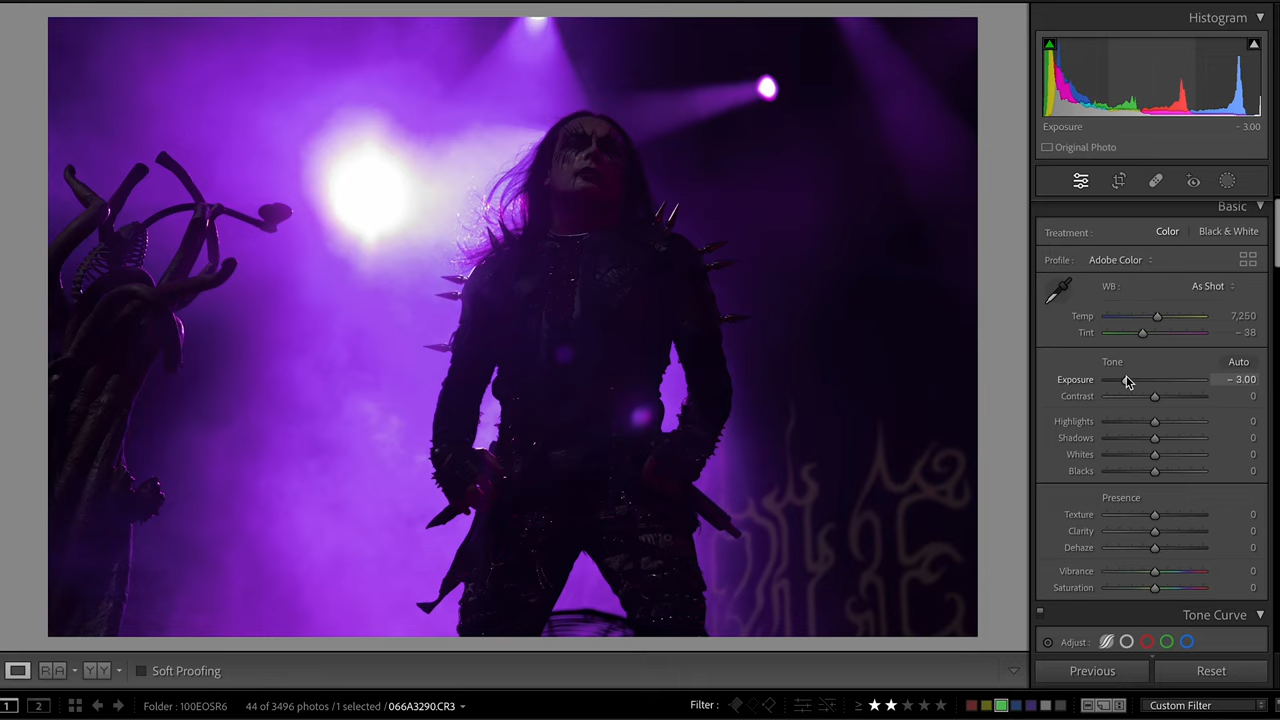 Histogram
Exposure - 3.00
Original Photo
Basic
Treatment : Color Black & White
Profile : Adobe Color
WB : As Shot
Temp 7,250
Tint - 38
Tone Auto
Exposure - 3.00
Contrast 0
Highlights 0
Shadows 0
Whites 0
Blacks 0
Presence
Texture 0
Clarity 0
Dehaze 0
Vibrance 0
Saturation 0
Tone Curve
Adjust :
Previous Reset
RA YY Soft Proofing
1 2 Folder : 100EOSR6 44 of 3496 photos /1 selected /066A3290.CR3 Filter : Custom Filter